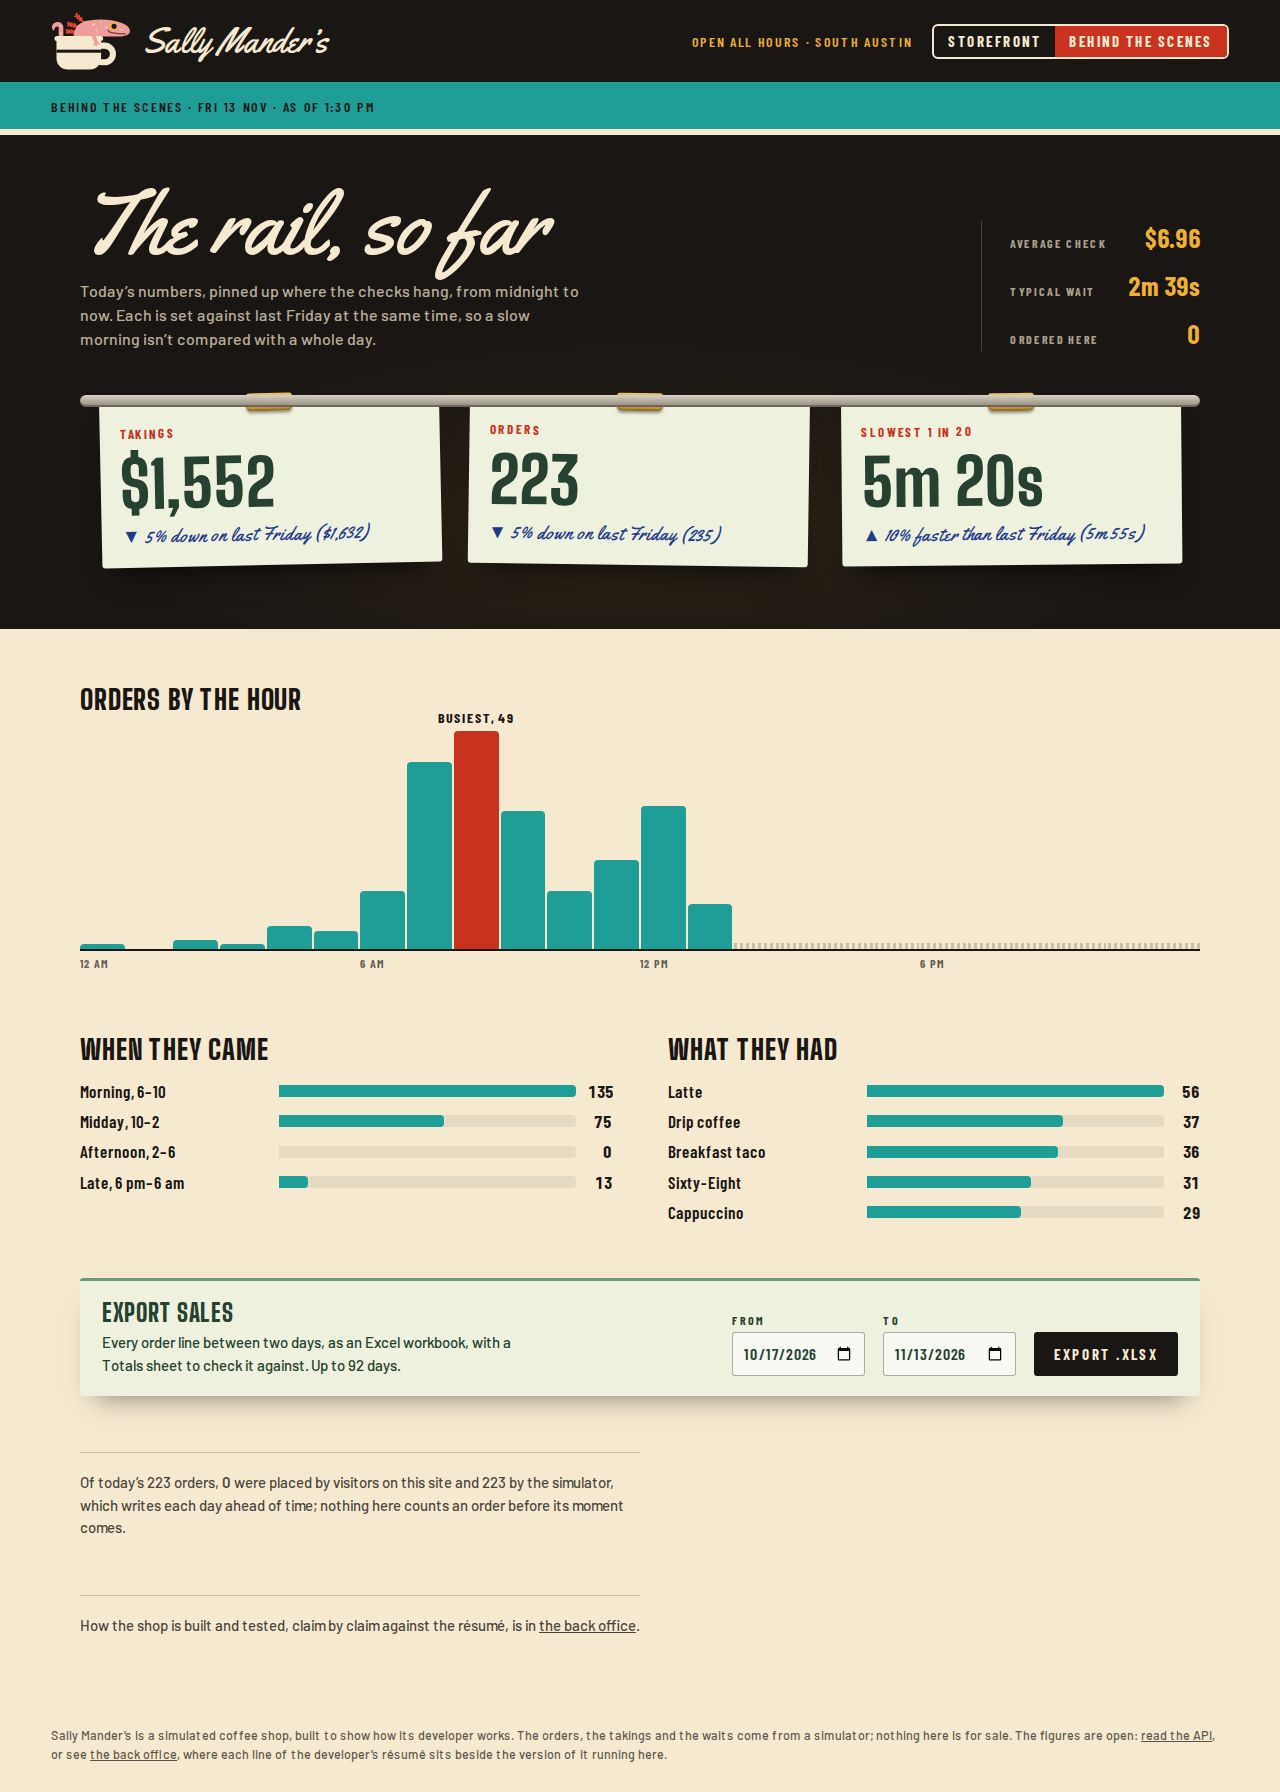 Sally Mander's
OPEN ALL HOURS · SOUTH AUSTIN
STOREFRONT
BEHIND THE SCENES
BEHIND THE SCENES · FRI 13 NOV · AS OF 1:30 PM
The rail, so far
Today's numbers, pinned up where the checks hang, from midnight to
now. Each is set against last Friday at the same time, so a slow
morning isn't compared with a whole day.
AVERAGE CHECK $6.96
TYPICAL WAIT 2m 39s
ORDERED HERE 0
TAKINGS
$1,552
▼ 5% down on last Friday ($1,632)
ORDERS
223
▼ 5% down on last Friday (235)
SLOWEST 1 IN 20
5m 20s
▲ 10% faster than last Friday (5m 55s)
ORDERS BY THE HOUR
BUSIEST, 49
12 AM
6 AM
12 PM
6 PM
WHEN THEY CAME
Morning, 6–10 135
Midday, 10–2 75
Afternoon, 2–6 0
Late, 6 pm–6 am 13
WHAT THEY HAD
Latte 56
Drip coffee 37
Breakfast taco 36
Sixty-Eight 31
Cappuccino 29
EXPORT SALES
Every order line between two days, as an Excel workbook, with a
Totals sheet to check it against. Up to 92 days.
FROM
10/17/2026
TO
11/13/2026
EXPORT .XLSX
Of today's 223 orders, 0 were placed by visitors on this site and 223 by the simulator,
which writes each day ahead of time; nothing here counts an order before its moment
comes.
How the shop is built and tested, claim by claim against the résumé, is in the back office.
Sally Mander's is a simulated coffee shop, built to show how its developer works. The orders, the takings and the waits come from a simulator; nothing here is for sale. The figures are open: read the API,
or see the back office, where each line of the developer's résumé sits beside the version of it running here.